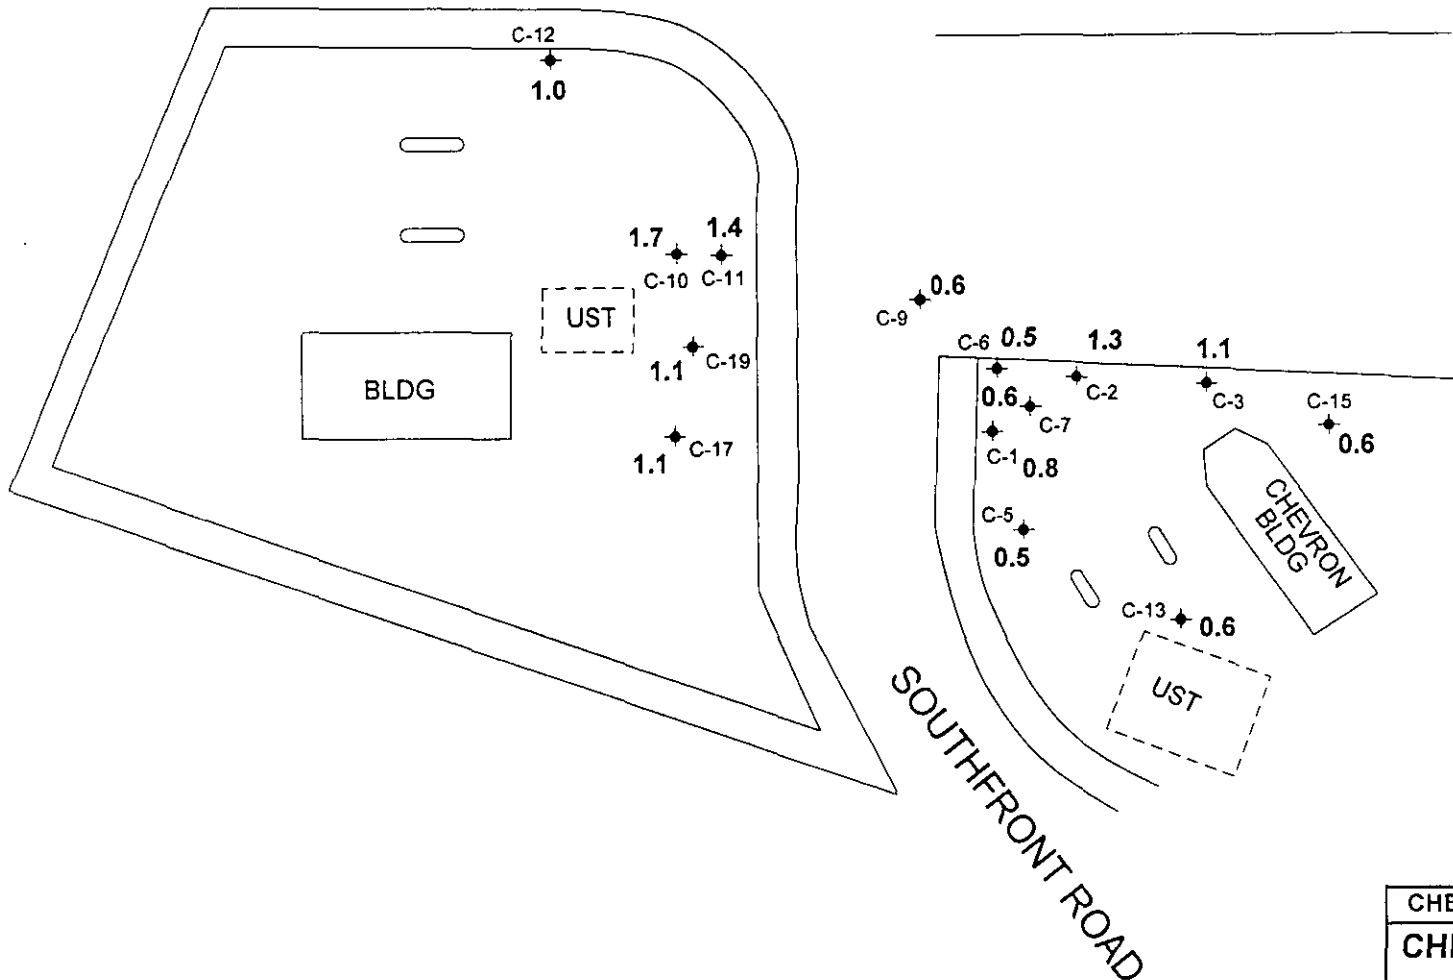 C-12
1.0
1.7
1.4
C-10
C-11
UST
1.1
C-19
BLDG
1.1
C-17
0.6
C-9
C-6
0.5
1.3
1.1
0.6
C-7
C-2
C-3
C-15
0.6
C-1
0.8
C-5
0.5
CHEVRON
BLDG
C-13
0.6
UST
SOUTHFRONT ROAD